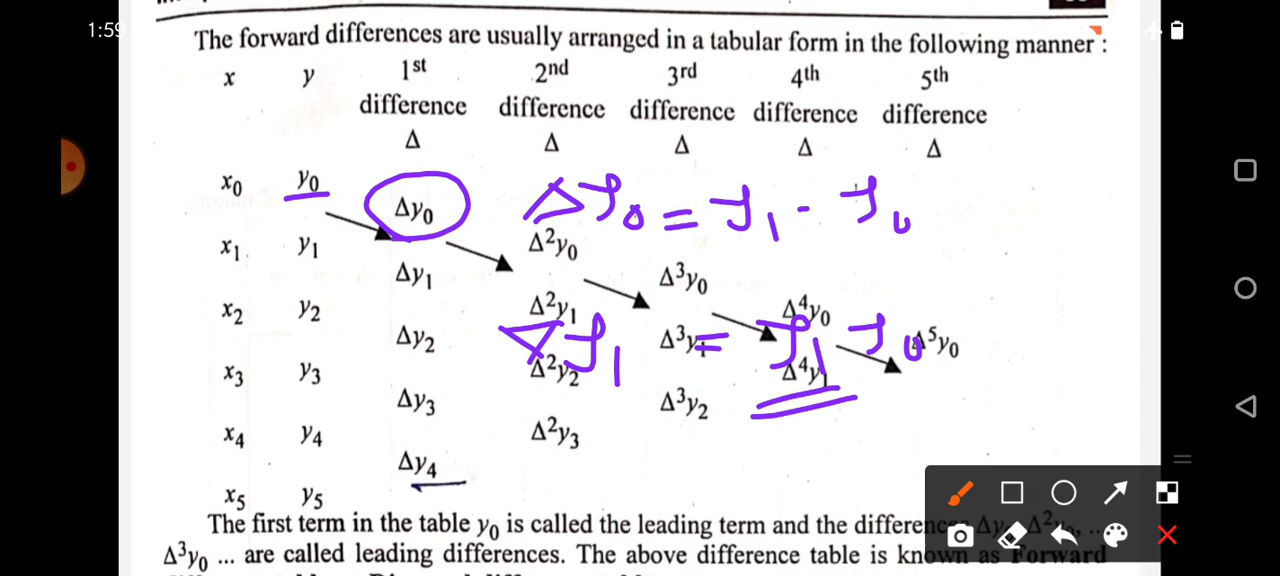 1:59
The forward differences are usually arranged in a tabular form in the following manner :
x y 1st 2nd 3rd 4th 5th
difference difference difference difference difference
Δ Δ Δ Δ Δ
x0 y0
Δy0 Δy0 = y1 - y0
x1 y1 Δ²y0
Δy1 Δ³y0
x2 y2 Δ²y1 Δ⁴y0
Δy2 ∇y1 = y1 y0 Δ⁵y0
x3 y3 Δ²y2 Δ⁴y1
Δy3 Δ³y2
x4 y4 Δ²y3
Δy4
x5 y5
The first term in the table y0 is called the leading term and the
Δ³y0 ... are called leading differences. The above difference table is known as Forward